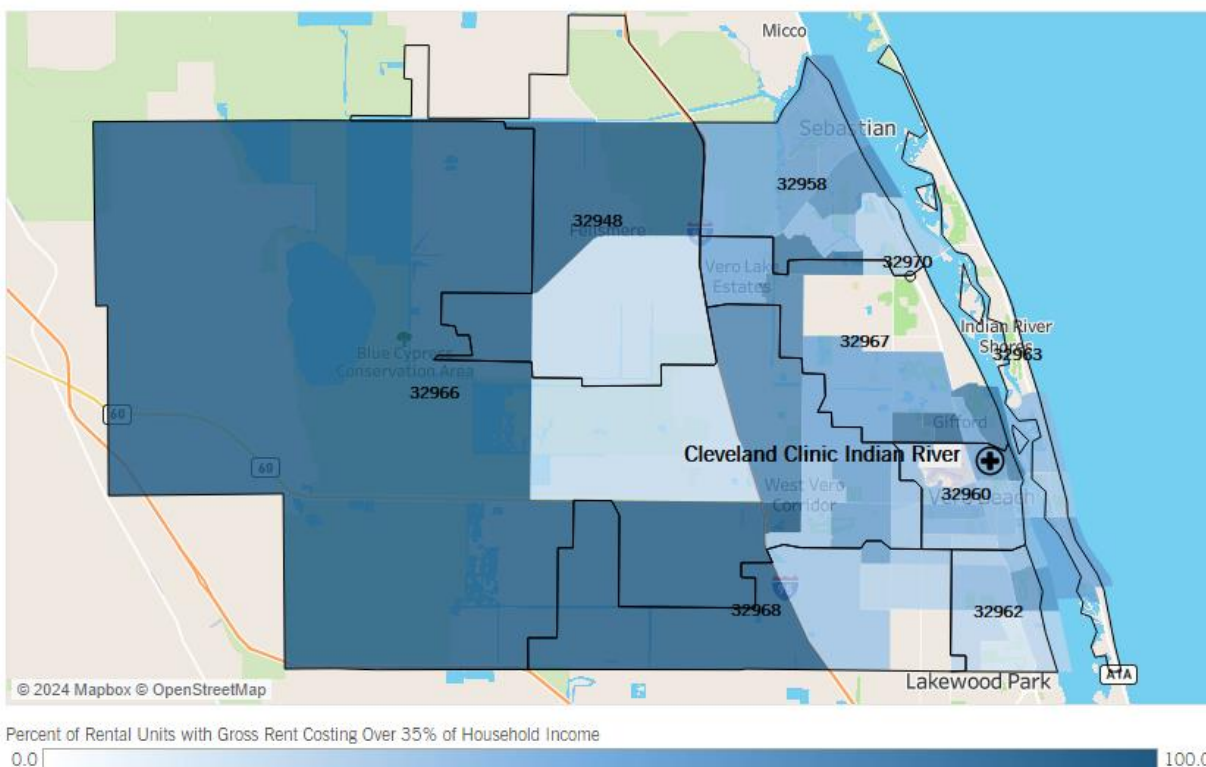 Micco
Sebastian
32958
32948
Fellsmere
32970
Vero Lake
Estates
Indian River
Shores
32963
32967
Blue Cypress
Conservation Area
32966
60
Gifford
Cleveland Clinic Indian River
60
West Vero
Corridor
32960
Vero Beach
32968
32962
Lakewood Park
A1A
© 2024 Mapbox © OpenStreetMap
Percent of Rental Units with Gross Rent Costing Over 35% of Household Income
0.0 100.0